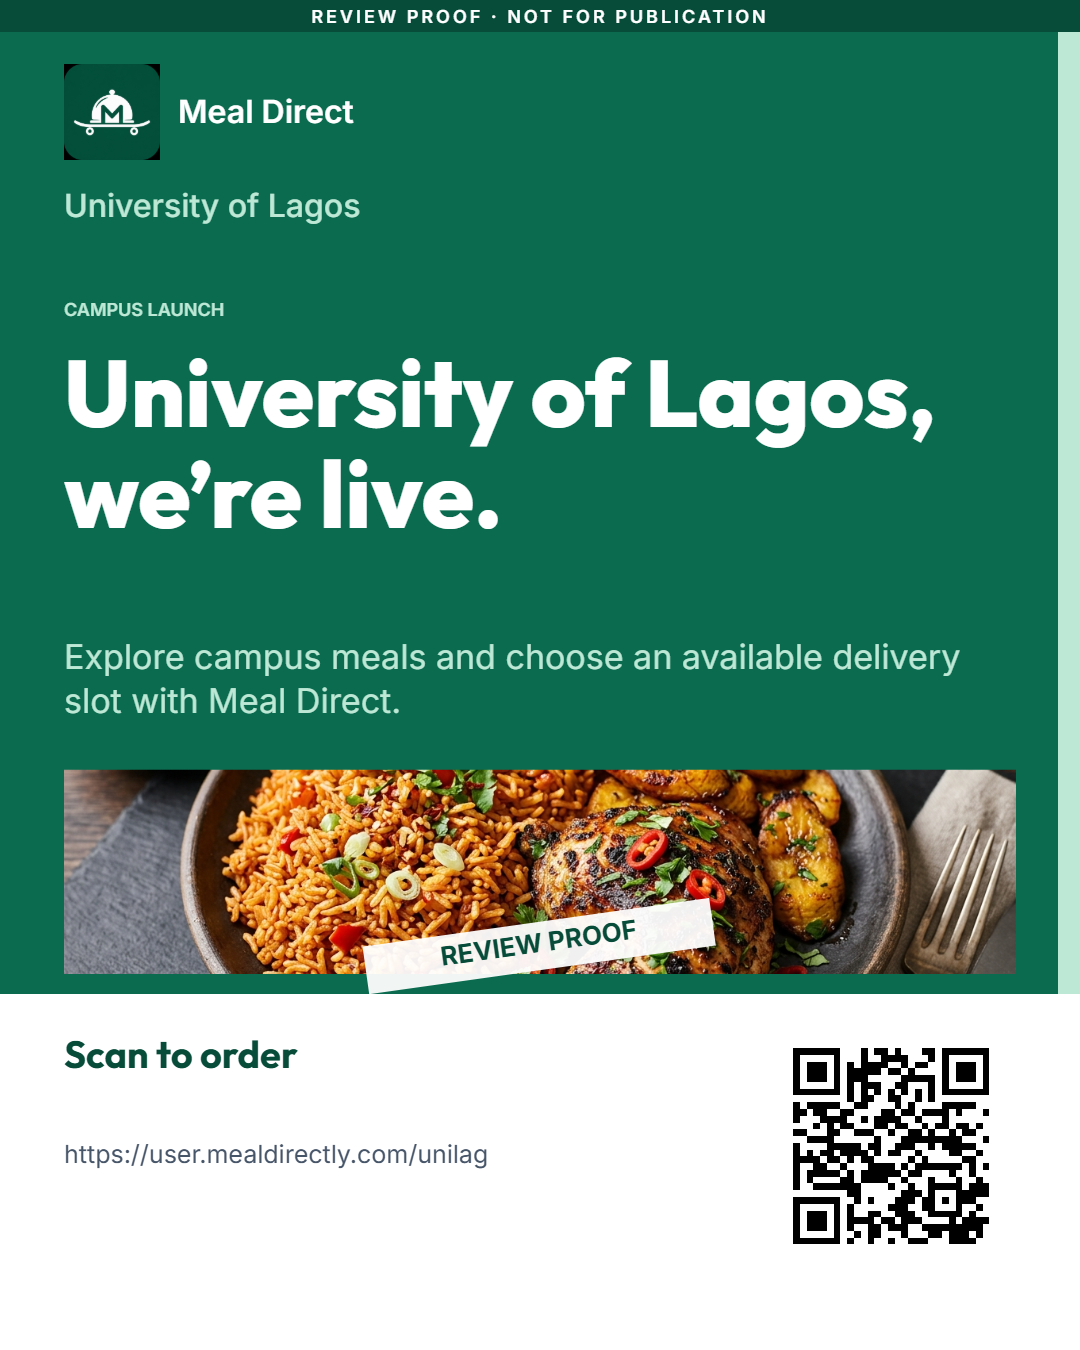 REVIEW PROOF · NOT FOR PUBLICATION
M
Meal Direct
University of Lagos
CAMPUS LAUNCH
University of Lagos,
we’re live.
Explore campus meals and choose an available delivery
slot with Meal Direct.
REVIEW PROOF
Scan to order
https://user.mealdirectly.com/unilag